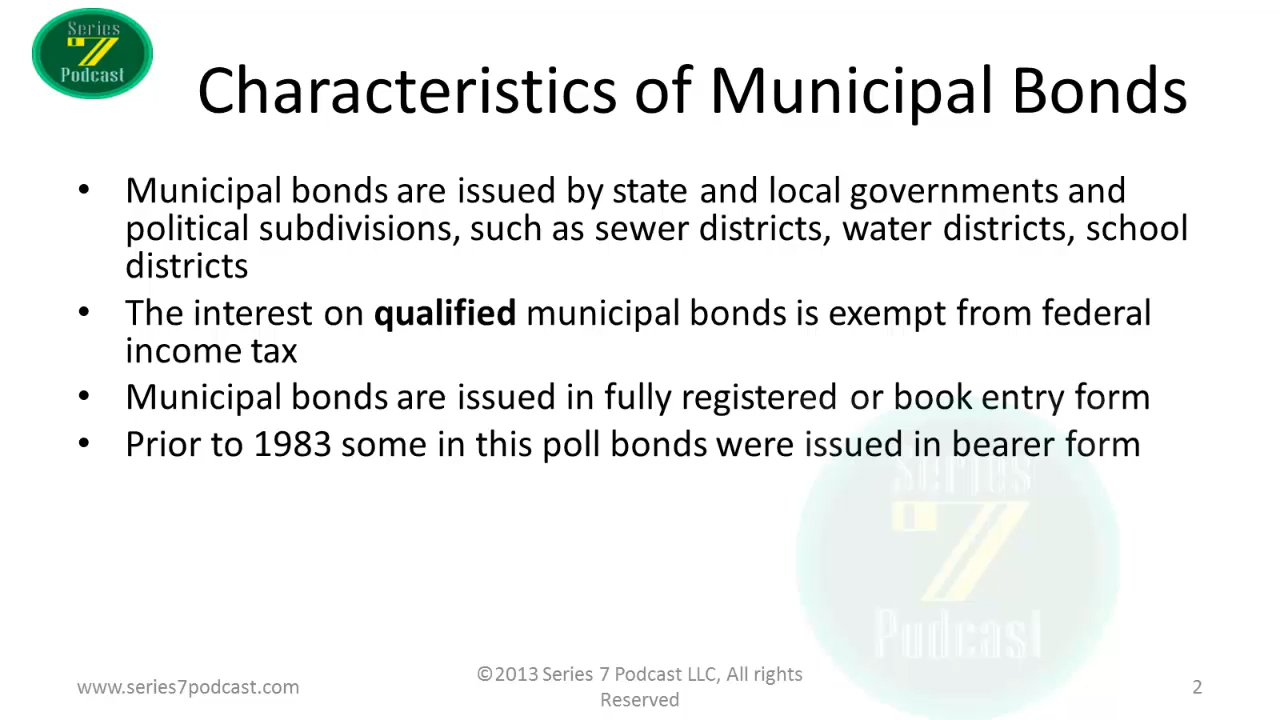 Series
7
Podcast
Characteristics of Municipal Bonds
• Municipal bonds are issued by state and local governments and
political subdivisions, such as sewer districts, water districts, school
districts
• The interest on qualified municipal bonds is exempt from federal
income tax
• Municipal bonds are issued in fully registered or book entry form
• Prior to 1983 some in this poll bonds were issued in bearer form
Series
7
Podcast
www.series7podcast.com
©2013 Series 7 Podcast LLC, All rights
Reserved
2